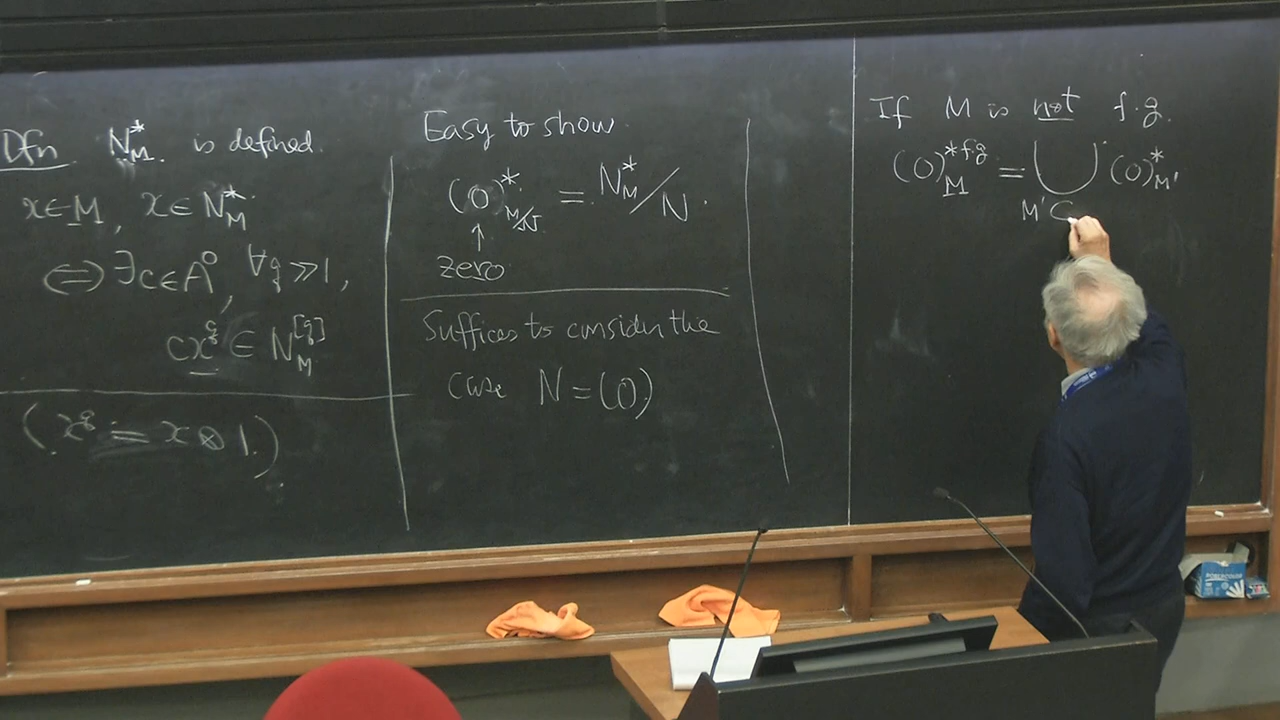 Dfn N*_M is defined.
x∈M, x∈N*_M
⟺ ∃c∈A°, ∀q≫1,
cx^q ∈ N_M^[q]
(x^q = x⊗1.)
Easy to show
(0)*_{M/N} = N*_M/N.
↑
zero
Suffices to consider the
case N=(0)
If M is not f.g.
(0)_M^{*fg} = ⋃ (0)*_{M'}
M'⊂